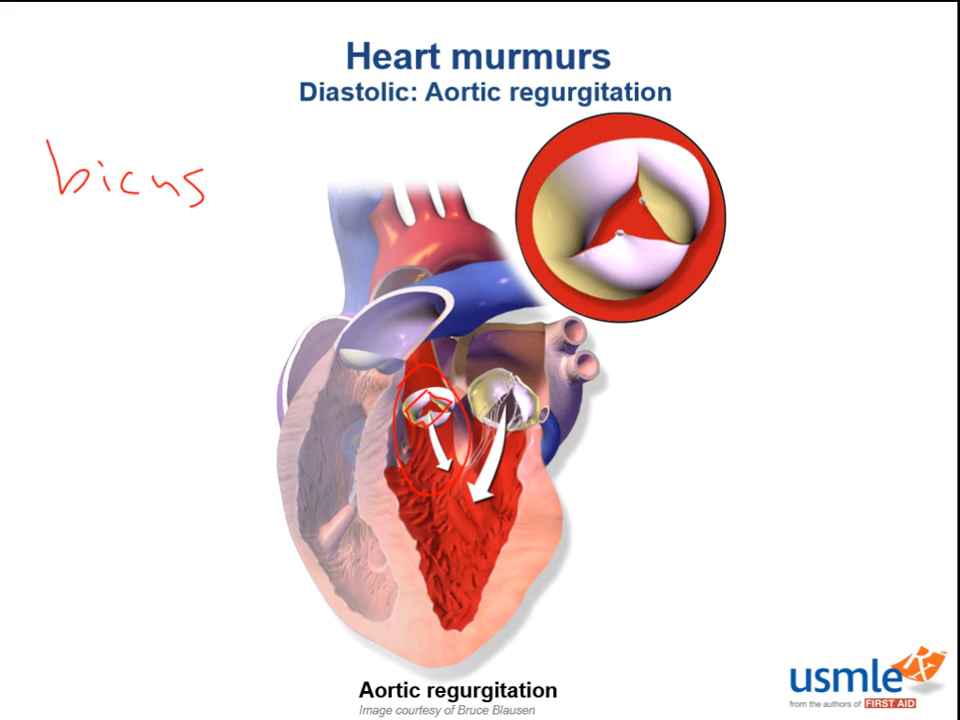 Heart murmurs
Diastolic: Aortic regurgitation
bicus
Aortic regurgitation
Image courtesy of Bruce Blausen
usmle Rx™
from the authors of FIRST AID